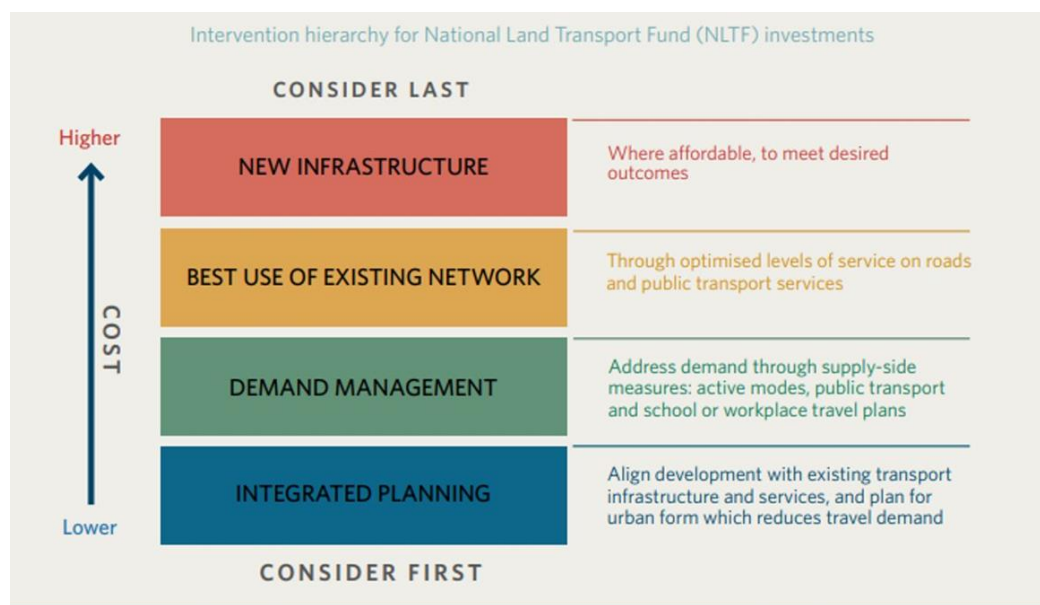 Intervention hierarchy for National Land Transport Fund (NLTF) investments
CONSIDER LAST
Higher
NEW INFRASTRUCTURE
Where affordable, to meet desired
outcomes
BEST USE OF EXISTING NETWORK
Through optimised levels of service on roads
and public transport services
COST
DEMAND MANAGEMENT
Address demand through supply-side
measures: active modes, public transport
and school or workplace travel plans
INTEGRATED PLANNING
Align development with existing transport
infrastructure and services, and plan for
urban form which reduces travel demand
Lower
CONSIDER FIRST